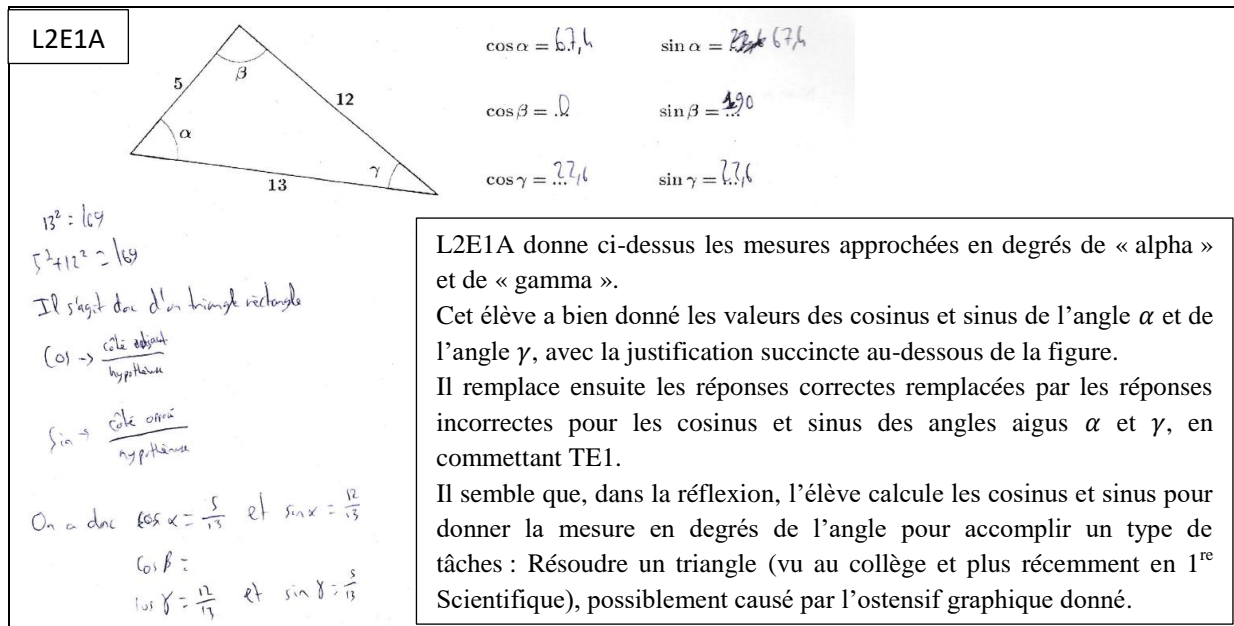 L2E1A
cos α = 67,4 sin α = 67,4
β
5
12
cos β = 0 sin β = 90
α
γ
13
cos γ = 22,6 sin γ = 22,6
13² = 169
5² + 12² = 169
Il s'agit donc d'un triangle rectangle
Cos → côté adjacent
hypothénuse
Sin → côté opposé
hypothénuse
On a donc cos α = 5/13 et sin α = 12/13
Cos β =
cos γ = 12/13 et sin γ = 5/13
L2E1A donne ci-dessus les mesures approchées en degrés de « alpha »
et de « gamma ».
Cet élève a bien donné les valeurs des cosinus et sinus de l'angle α et de
l'angle γ, avec la justification succincte au-dessous de la figure.
Il remplace ensuite les réponses correctes remplacées par les réponses
incorrectes pour les cosinus et sinus des angles aigus α et γ, en
commettant TE1.
Il semble que, dans la réflexion, l'élève calcule les cosinus et sinus pour
donner la mesure en degrés de l'angle pour accomplir un type de
tâches : Résoudre un triangle (vu au collège et plus récemment en 1re
Scientifique), possiblement causé par l'ostensif graphique donné.